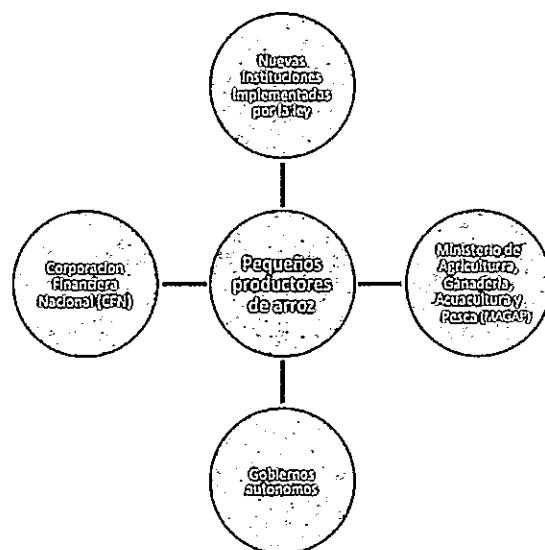 Nuevas
instituciones
implementadas
por la ley
Corporacion
Financiera
Nacional (CFN)
Pequeños
productores
de arroz
Ministerio de
Agricultura,
Ganaderia,
Acuacultura y
Pesca (MAGAP)
Gobiernos
autonomos